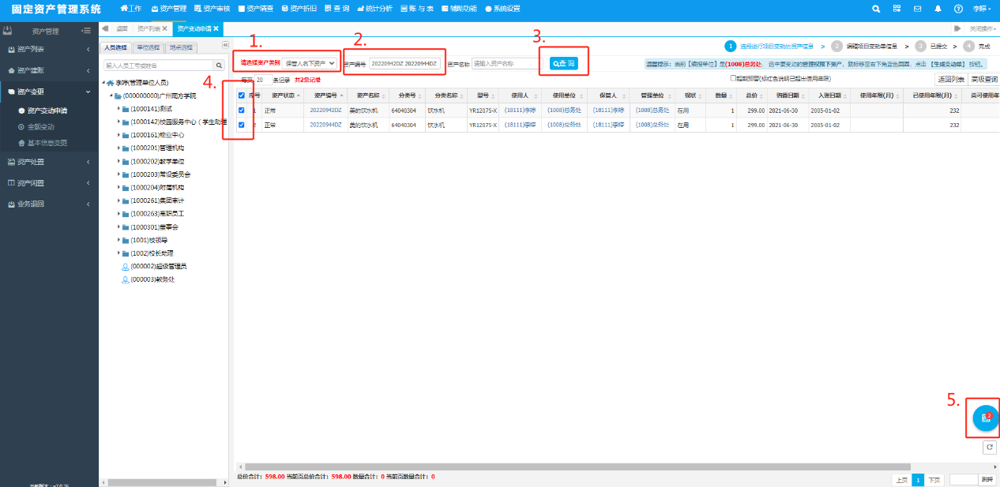 固定资产管理系统 工作 资产管理 资产审核 资产清查 资产折旧 查 询 统计分析 账 与 表 辅助功能 系统设置 李婷
资产管理 桌面 资产列表 资产变动申请 关闭操作
资产列表
资产建账
资产变更
资产变动申请
金额变动
基本信息变更
资产处置
资产闲置
业务退回
当前版本：v7.0.26
人员选择 单位选择 地点选择
输入人员工号或姓名
李婷(管理单位人员)
(000000000)广州南方学院
(1000141)测试
(1000142)校园服务中心（学生助理
(1000161)物业中心
(1000201)管理机构
(1000202)教学单位
(1000203)常设委员会
(1000204)附属机构
(1000261)集团审计
(1000263)离职员工
(1000301)董事会
(1001)校领导
(1002)校长助理
(000002)超级管理员
(000003)教务处
1.
2.
3.
4.
5.
请选择资产类别 保管人名下资产 资产编号 20220942DZ 20220944DZ 资产名称 请输入资产名称 查 询
1 选择进行项目变动的资产信息 > 2 编辑项目变动单信息 > 3 已提交 > 4 完成
温馨提示：当前【编报单位】是(1008)总务处，选中要变动的管理权限下资产，鼠标移至右下角蓝色圆圈，点击 【生成变动单】 按钮。
每页 20 条记录 共2条记录
超期预警(标红色说明已超出使用年限) 返回列表 高级查询
序号 资产状态 资产编号 资产名称 分类号 分类名称 型号 使用人 使用单位 保管人 管理单位 现状 数量 总价 购置日期 入账日期 使用年限(月) 已使用年限(月) 尚可使用年
1 正常 20220942DZ 美的饮水机 64040304 饮水机 YR1207S-X (18111)李婷 (1008)总务处 (18111)李婷 (1008)总务处 在用 1 299.00 2021-06-30 2005-01-02 232
2 正常 20220944DZ 美的饮水机 64040304 饮水机 YR1207S-X (18111)李婷 (1008)总务处 (18111)李婷 (1008)总务处 在用 1 299.00 2021-06-30 2005-01-02 232
2
总价合计：598.00 当前页总价合计：598.00 数量合计：0 当前页数量合计：0
上页 1 下页 跳转